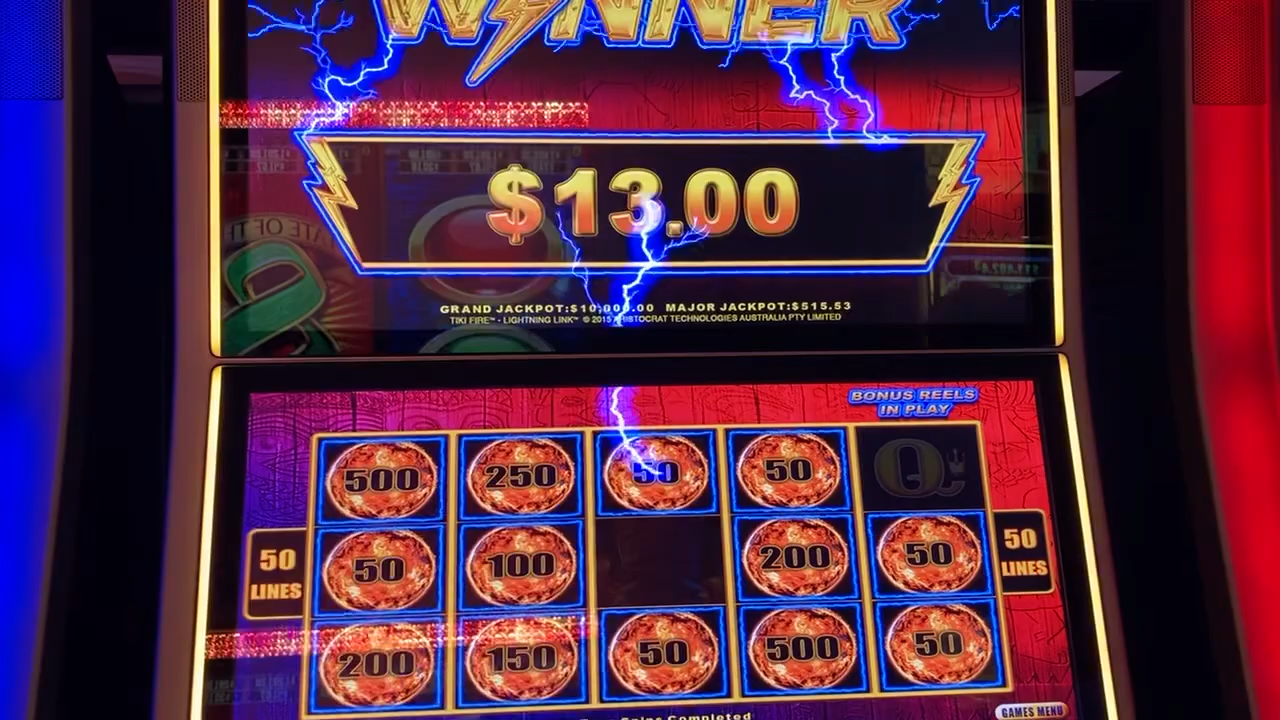 WINNER
$13.00
GRAND JACKPOT:$10,000.00 MAJOR JACKPOT:$515.53
TIKI FIRE™ - LIGHTNING LINK™ © 2015 ARISTOCRAT TECHNOLOGIES AUSTRALIA PTY LIMITED
BONUS REELS
IN PLAY
500 250 50 50 Q
50 100 200 50
200 150 50 500 50
50
LINES
50
LINES
Spins Completed
GAMES MENU